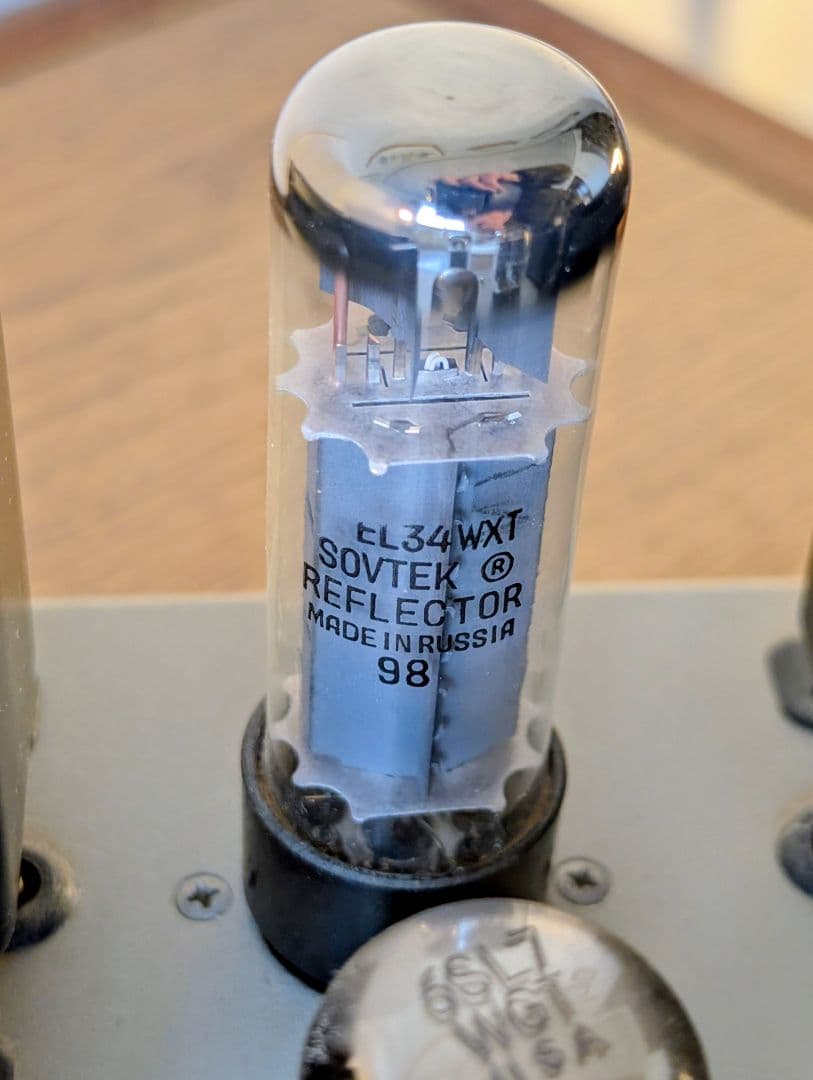 EL34WXT
SOVTEK ®
REFLECTOR
MADE IN RUSSIA
98